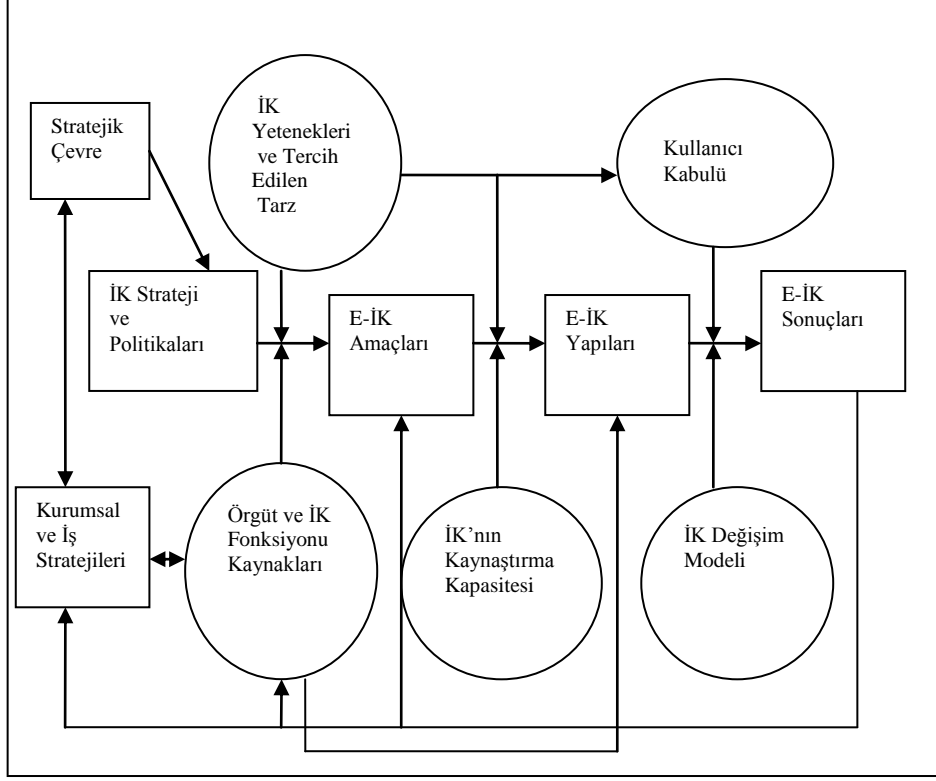 Stratejik
Çevre
İK
Yetenekleri
ve Tercih
Edilen
Tarz
Kullanıcı
Kabulü
İK Strateji
ve
Politikaları
E-İK
Amaçları
E-İK
Yapıları
E-İK
Sonuçları
Kurumsal
ve İş
Stratejileri
Örgüt ve İK
Fonksiyonu
Kaynakları
İK’nın
Kaynaştırma
Kapasitesi
İK Değişim
Modeli